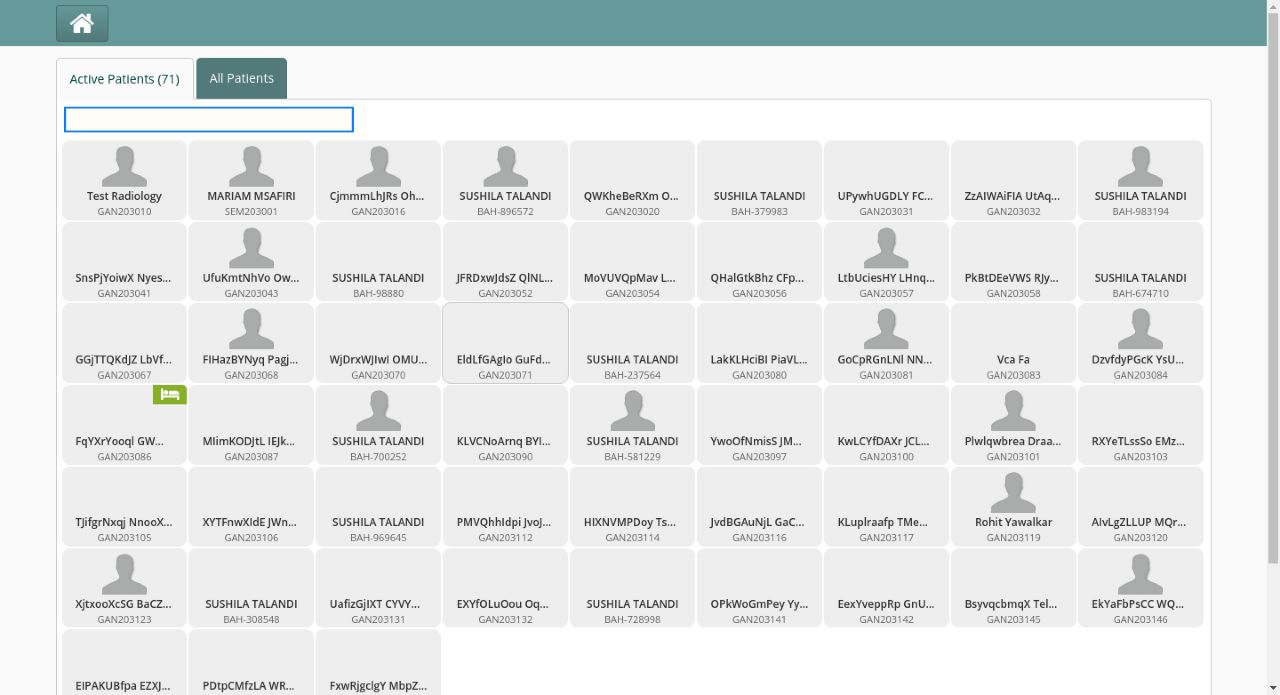 Active Patients (71)
All Patients
Test Radiology
GAN203010
MARIAM MSAFIRI
SEM203001
CjmmmLhJRs Oh...
GAN203016
SUSHILA TALANDI
BAH-896572
QWKheBeRXm O...
GAN203020
SUSHILA TALANDI
BAH-379983
UPywhUGDLY FC...
GAN203031
ZzAIWAiFIA UtAq...
GAN203032
SUSHILA TALANDI
BAH-983194
SnsPjYoiwX Nyes...
GAN203041
UfuKmtNhVo Ow...
GAN203043
SUSHILA TALANDI
BAH-98880
JFRDxwJdsZ QlNL...
GAN203052
MoVUVQpMav L...
GAN203054
QHalGtkBhz CFp...
GAN203056
LtbUciesHY LHnq...
GAN203057
PkBtDEeVWS RJy...
GAN203058
SUSHILA TALANDI
BAH-674710
GGjTTQKdJZ LbVf...
GAN203067
FIHazBYNyq Pagj...
GAN203068
WjDrxWJIwI OMU...
GAN203070
EldLfGAgIo GuFd...
GAN203071
SUSHILA TALANDI
BAH-237564
LakKLHciBI PiaVL...
GAN203080
GoCpRGnLNl NN...
GAN203081
Vca Fa
GAN203083
DzvfdyPGcK YsU...
GAN203084
FqYXrYooql GW...
GAN203086
MlimKODJtL IEJk...
GAN203087
SUSHILA TALANDI
BAH-700252
KLVCNoArnq BYI...
GAN203090
SUSHILA TALANDI
BAH-581229
YwoOfNmisS JM...
GAN203097
KwLCYfDAXr JCL...
GAN203100
Plwlqwbrea Draa...
GAN203101
RXYeTLssSo EMz...
GAN203103
TJifgrNxqj NnooX...
GAN203105
XYTFnwXIdE JWn...
GAN203106
SUSHILA TALANDI
BAH-969645
PMVQhhIdpi JvoJ...
GAN203112
HIXNVMPDoy Ts...
GAN203114
JvdBGAuNjL GaC...
GAN203116
KLuplraafp TMe...
GAN203117
Rohit Yawalkar
GAN203119
AIvLgZLLUP MQr...
GAN203120
XjtxooXcSG BaCZ...
GAN203123
SUSHILA TALANDI
BAH-308548
UafizGjIXT CYVY...
GAN203131
EXYfOLuOou Oq...
GAN203132
SUSHILA TALANDI
BAH-728998
OPkWoGmPey Yy...
GAN203141
EexYveppRp GnU...
GAN203142
BsyvqcbmqX Tel...
GAN203145
EkYaFbPsCC WQ...
GAN203146
EIPAKUBfpa EZXJ...
PDtpCMfzLA WR...
FxwRjgclgY MbpZ...